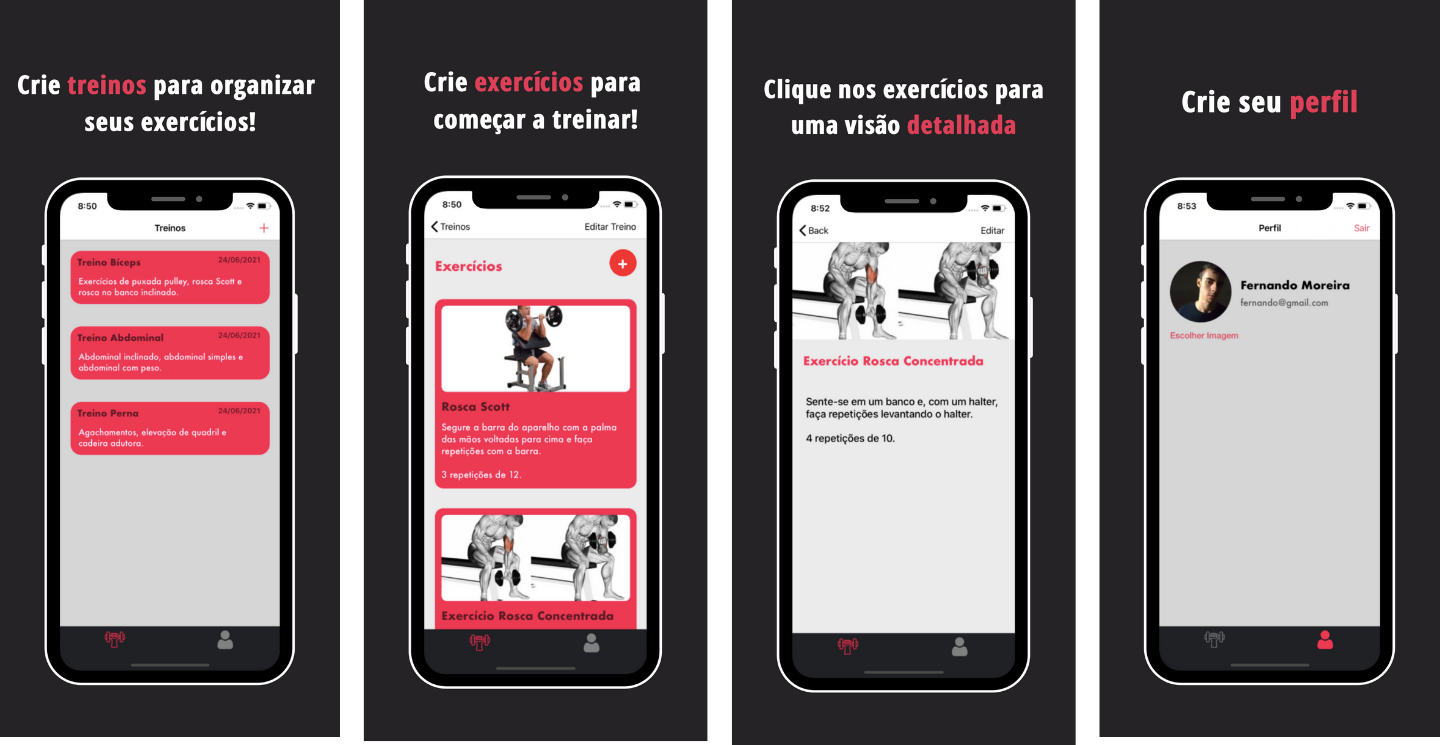 Crie treinos para organizar
seus exercícios!
8:50
Treinos
+
Treino Bíceps
24/06/2021
Exercícios de puxada pulley, rosca Scott e
rosca no banco inclinado.
Treino Abdominal
24/06/2021
Abdominal inclinado, abdominal simples e
abdominal com peso.
Treino Perna
24/06/2021
Agachamentos, elevação de quadril e
cadeira adutora.
Crie exercícios para
começar a treinar!
8:50
Treinos
Editar Treino
Exercícios
+
Rosca Scott
Segure a barra do aparelho com a palma
das mãos voltadas para cima e faça
repetições com a barra.
3 repetições de 12.
Exercício Rosca Concentrada
Clique nos exercícios para
uma visão detalhada
8:52
Back
Editar
Exercício Rosca Concentrada
Sente-se em um banco e, com um halter,
faça repetições levantando o halter.
4 repetições de 10.
Crie seu perfil
8:53
Perfil
Sair
Fernando Moreira
fernando@gmail.com
Escolher Imagem